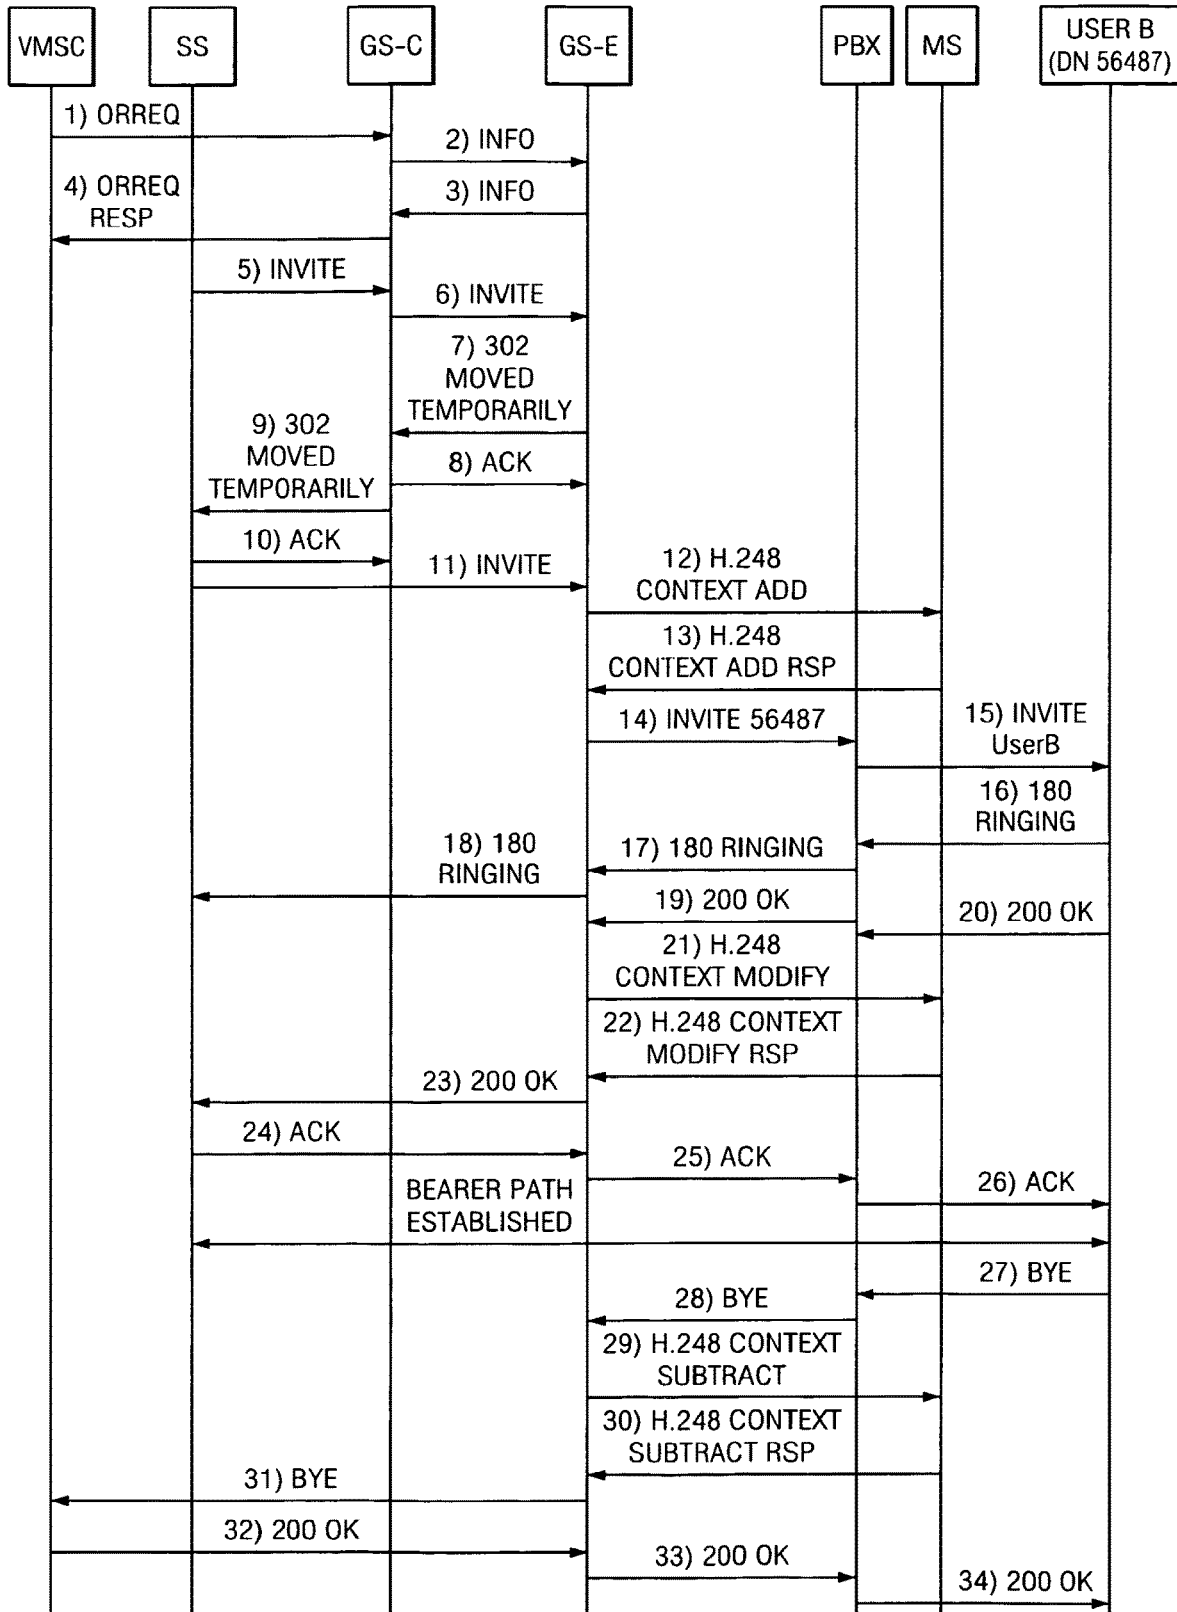 VMSC
SS
GS-C
GS-E
PBX
MS
USER B
(DN 56487)
1) ORREQ
2) INFO
3) INFO
4) ORREQ
RESP
5) INVITE
6) INVITE
7) 302
MOVED
TEMPORARILY
9) 302
MOVED
TEMPORARILY
8) ACK
10) ACK
11) INVITE
12) H.248
CONTEXT ADD
13) H.248
CONTEXT ADD RSP
14) INVITE 56487
15) INVITE
UserB
16) 180
RINGING
17) 180 RINGING
18) 180
RINGING
19) 200 OK
20) 200 OK
21) H.248
CONTEXT MODIFY
22) H.248 CONTEXT
MODIFY RSP
23) 200 OK
24) ACK
25) ACK
26) ACK
BEARER PATH
ESTABLISHED
27) BYE
28) BYE
29) H.248 CONTEXT
SUBTRACT
30) H.248 CONTEXT
SUBTRACT RSP
31) BYE
32) 200 OK
33) 200 OK
34) 200 OK